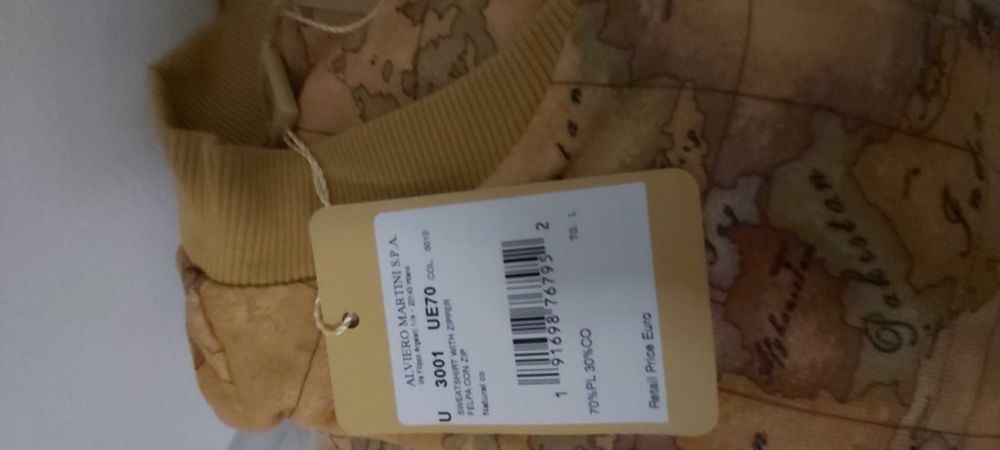 ALVIERO MARTINI S.P.A.
U 3001 UE70 COL. 0010
SWEATSHIRT WITH ZIPPER
FELPA CON ZIP
Natural co
1 91698 76795 2
TG. L
70%PL 30%CO
Retail Price Euro
Pakistan